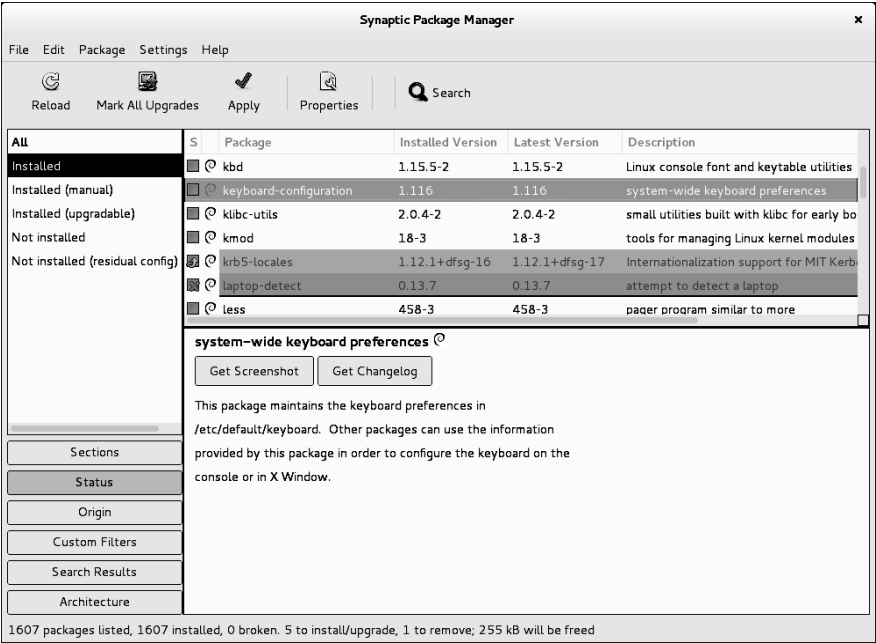 Synaptic Package Manager ×
File Edit Package Settings Help
Reload Mark All Upgrades Apply Properties Search
All
Installed
Installed (manual)
Installed (upgradable)
Not installed
Not installed (residual config)
S Package Installed Version Latest Version Description
kbd 1.15.5-2 1.15.5-2 Linux console font and keytable utilities
keyboard-configuration 1.116 1.116 system-wide keyboard preferences
klibc-utils 2.0.4-2 2.0.4-2 small utilities built with klibc for early bo
kmod 18-3 18-3 tools for managing Linux kernel modules
krb5-locales 1.12.1+dfsg-16 1.12.1+dfsg-17 Internationalization support for MIT Kerb
laptop-detect 0.13.7 0.13.7 attempt to detect a laptop
less 458-3 458-3 pager program similar to more
system-wide keyboard preferences
Get Screenshot Get Changelog
This package maintains the keyboard preferences in
/etc/default/keyboard. Other packages can use the information
provided by this package in order to configure the keyboard on the
console or in X Window.
Sections
Status
Origin
Custom Filters
Search Results
Architecture
1607 packages listed, 1607 installed, 0 broken. 5 to install/upgrade, 1 to remove; 255 kB will be freed